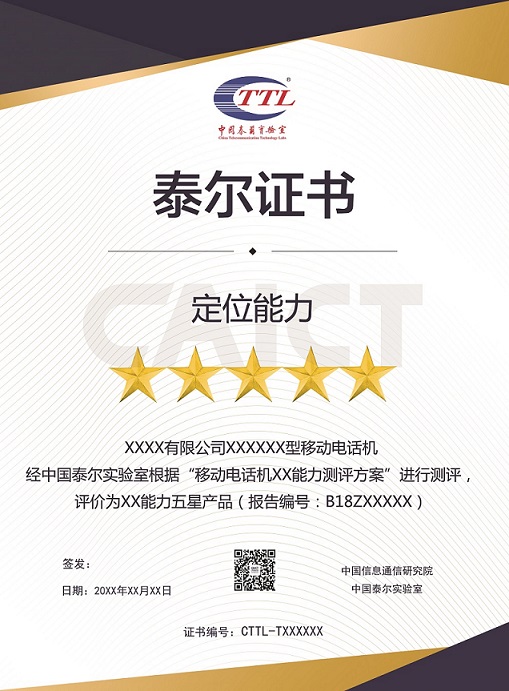 CTTL®
中国泰尔实验室
China Telecommunication Technology Labs
泰尔证书
CAICT
定位能力
XXXX有限公司XXXXXX型移动电话机
经中国泰尔实验室根据“移动电话机XX能力测评方案”进行测评，
评价为XX能力五星产品（报告编号：B18ZXXXXX）
签发：
日期：20XX年XX月XX日
中国信息通信研究院
中国泰尔实验室
证书编号：CTTL-TXXXXXX